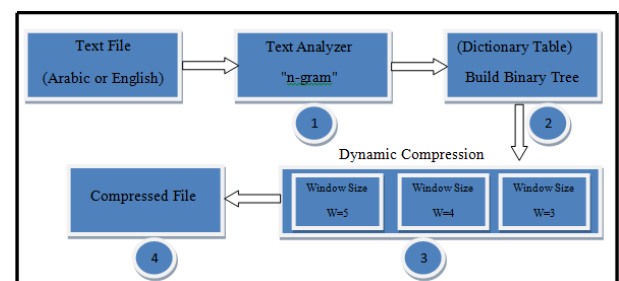 Text File
(Arabic or English)
Text Analyzer
"n-gram"
(Dictionary Table)
Build Binary Tree
1
2
Dynamic Compression
Compressed File
Window Size
W=5
Window Size
W=4
Window Size
W=3
4
3